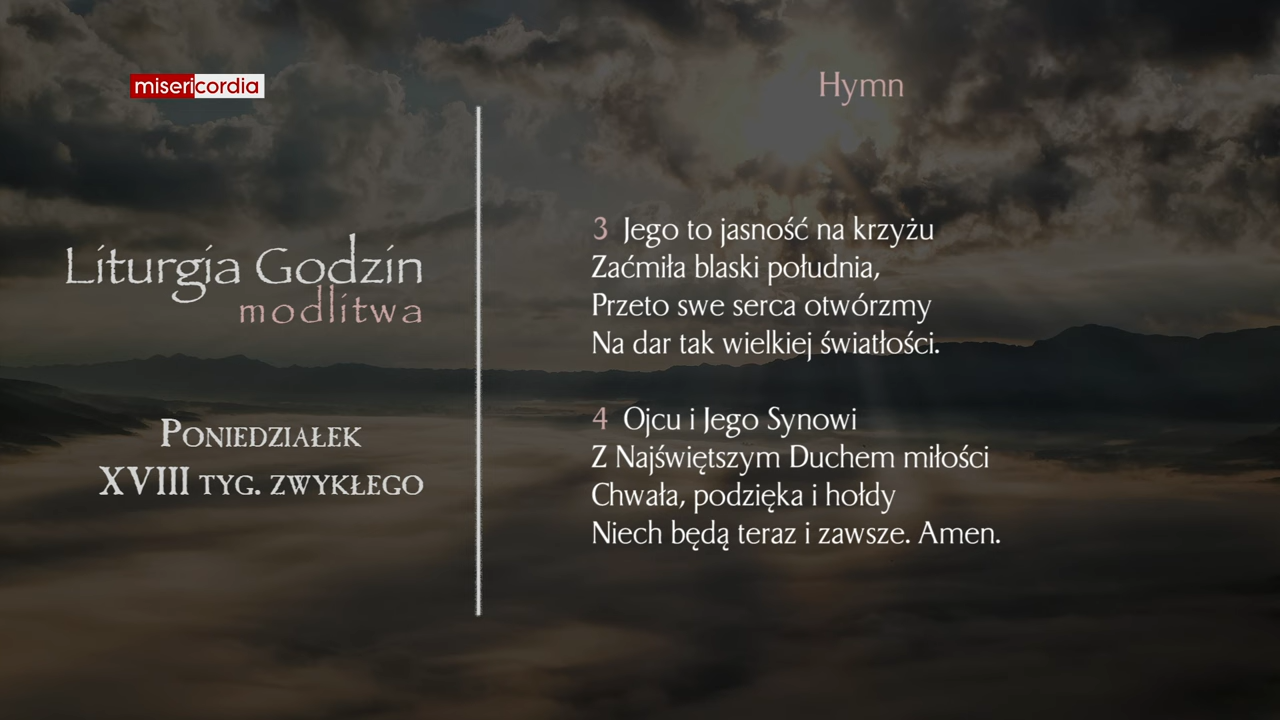 misericordia
Liturgia Godzin
modlitwa
Poniedziałek
XVIII tyg. zwykłego
Hymn
3 Jego to jasność na krzyżu
Zaćmiła blaski południa,
Przeto swe serca otwórzmy
Na dar tak wielkiej światłości.
4 Ojcu i Jego Synowi
Z Najświętszym Duchem miłości
Chwała, podzięka i hołdy
Niech będą teraz i zawsze. Amen.